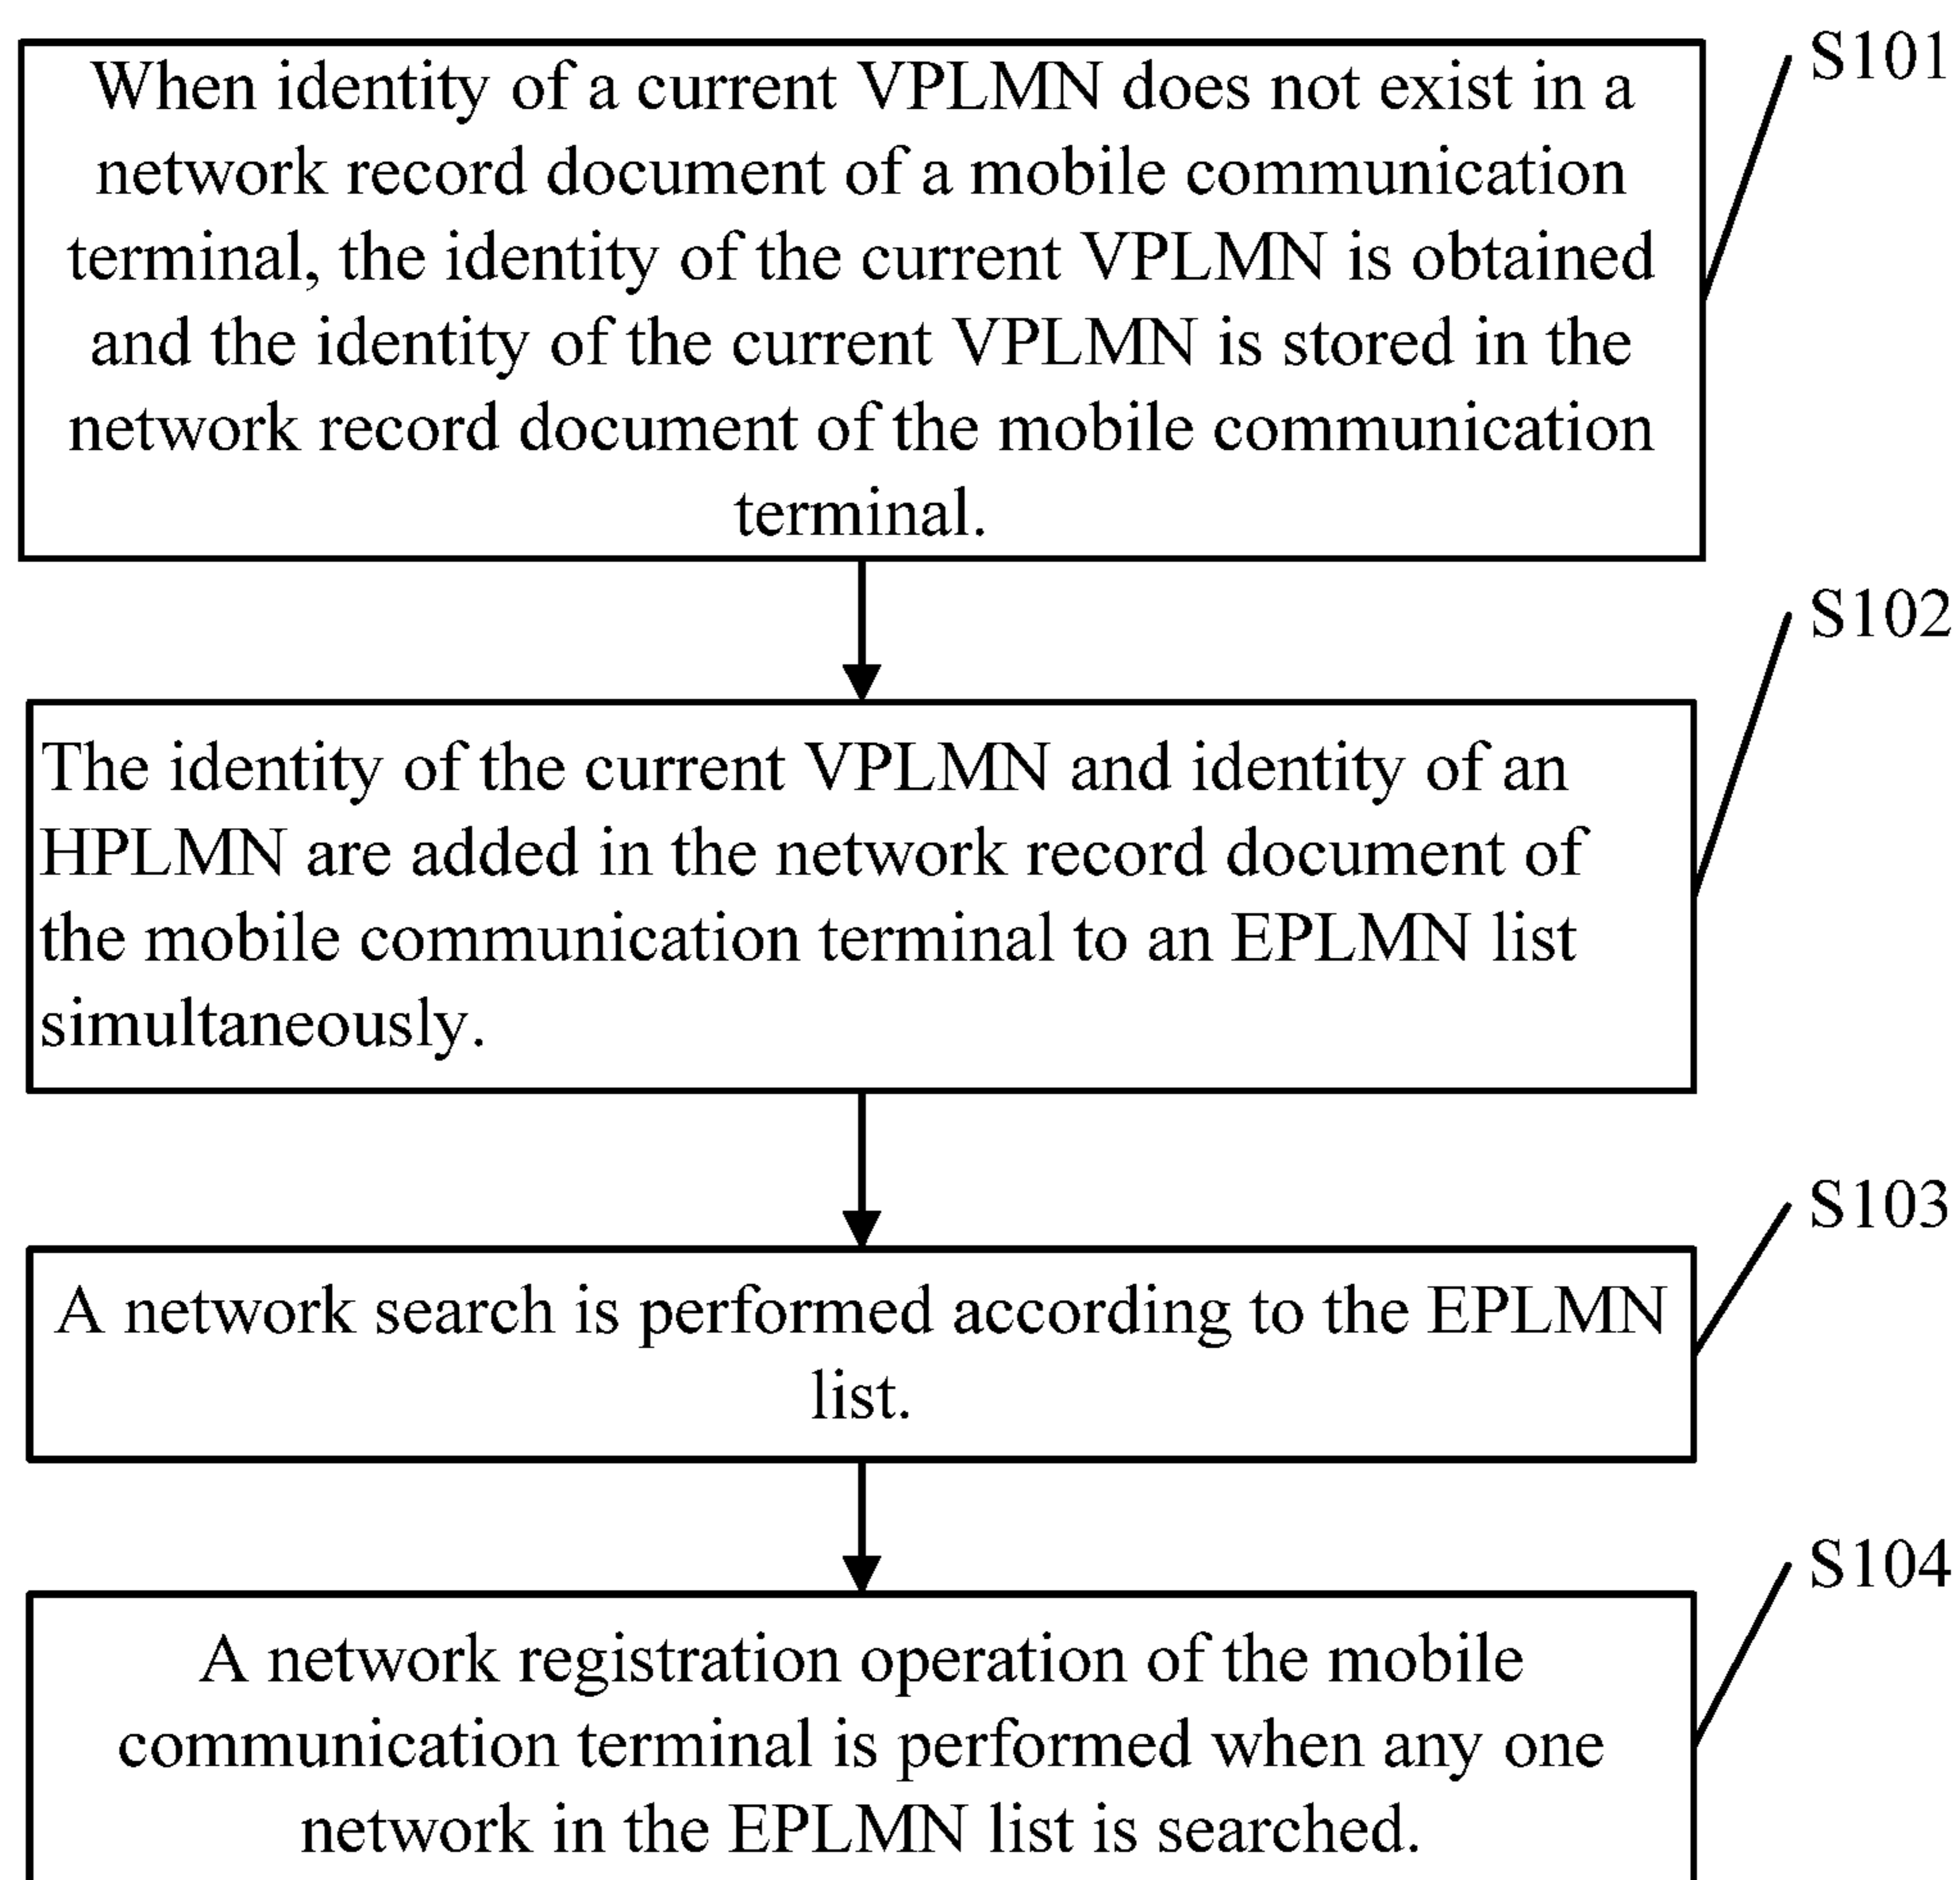 When identity of a current VPLMN does not exist in a
network record document of a mobile communication
terminal, the identity of the current VPLMN is obtained
and the identity of the current VPLMN is stored in the
network record document of the mobile communication
terminal.
S101
The identity of the current VPLMN and identity of an
HPLMN are added in the network record document of
the mobile communication terminal to an EPLMN list
simultaneously.
S102
A network search is performed according to the EPLMN
list.
S103
A network registration operation of the mobile
communication terminal is performed when any one
network in the EPLMN list is searched.
S104